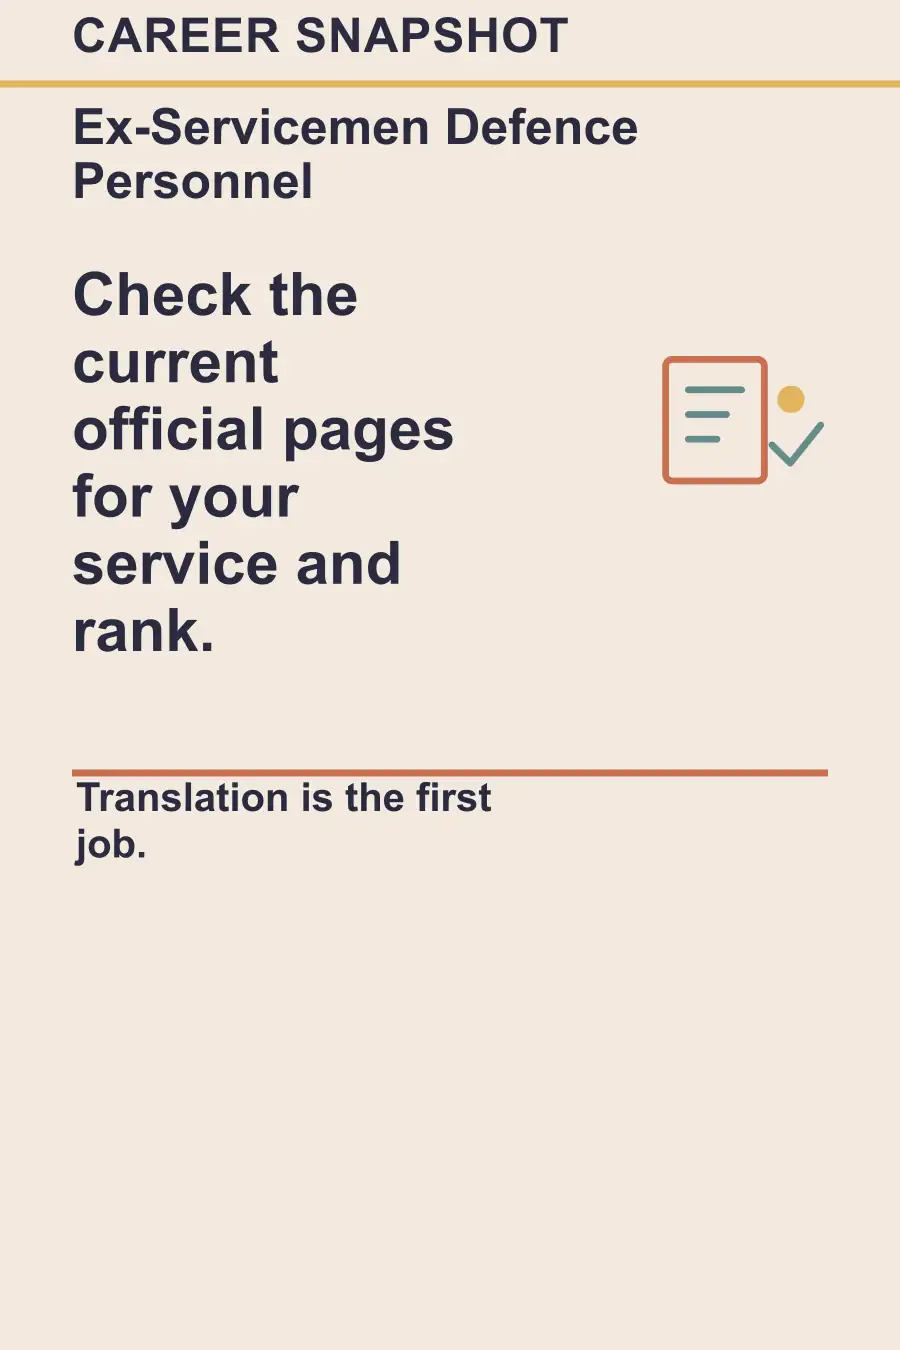 CAREER SNAPSHOT
Ex-Servicemen Defence
Personnel
Check the
current
official pages
for your
service and
rank.
Translation is the first
job.